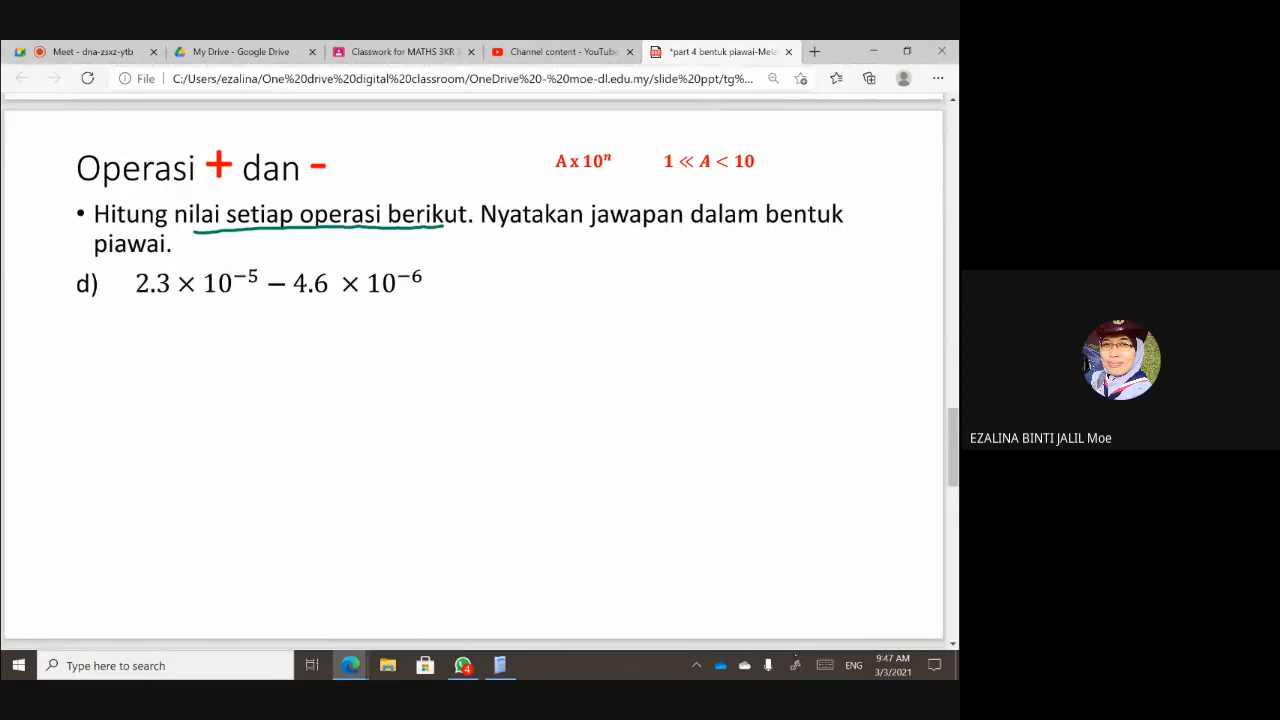 Meet - dna-zsxz-ytb
My Drive - Google Drive
Classwork for MATHS 3KR 2
Channel content - YouTube
*part 4 bentuk piawai-Mele
File
C:/Users/ezalina/One%20drive%20digital%20classroom/OneDrive%20-%20moe-dl.edu.my/slide%20ppt/tg%...
Operasi + dan -
A x 10ⁿ 1 ≪ A < 10
• Hitung nilai setiap operasi berikut. Nyatakan jawapan dalam bentuk
piawai.
d) 2.3 × 10⁻⁵ − 4.6 × 10⁻⁶
EZALINA BINTI JALIL Moe
Type here to search
4
ENG
9:47 AM
3/3/2021